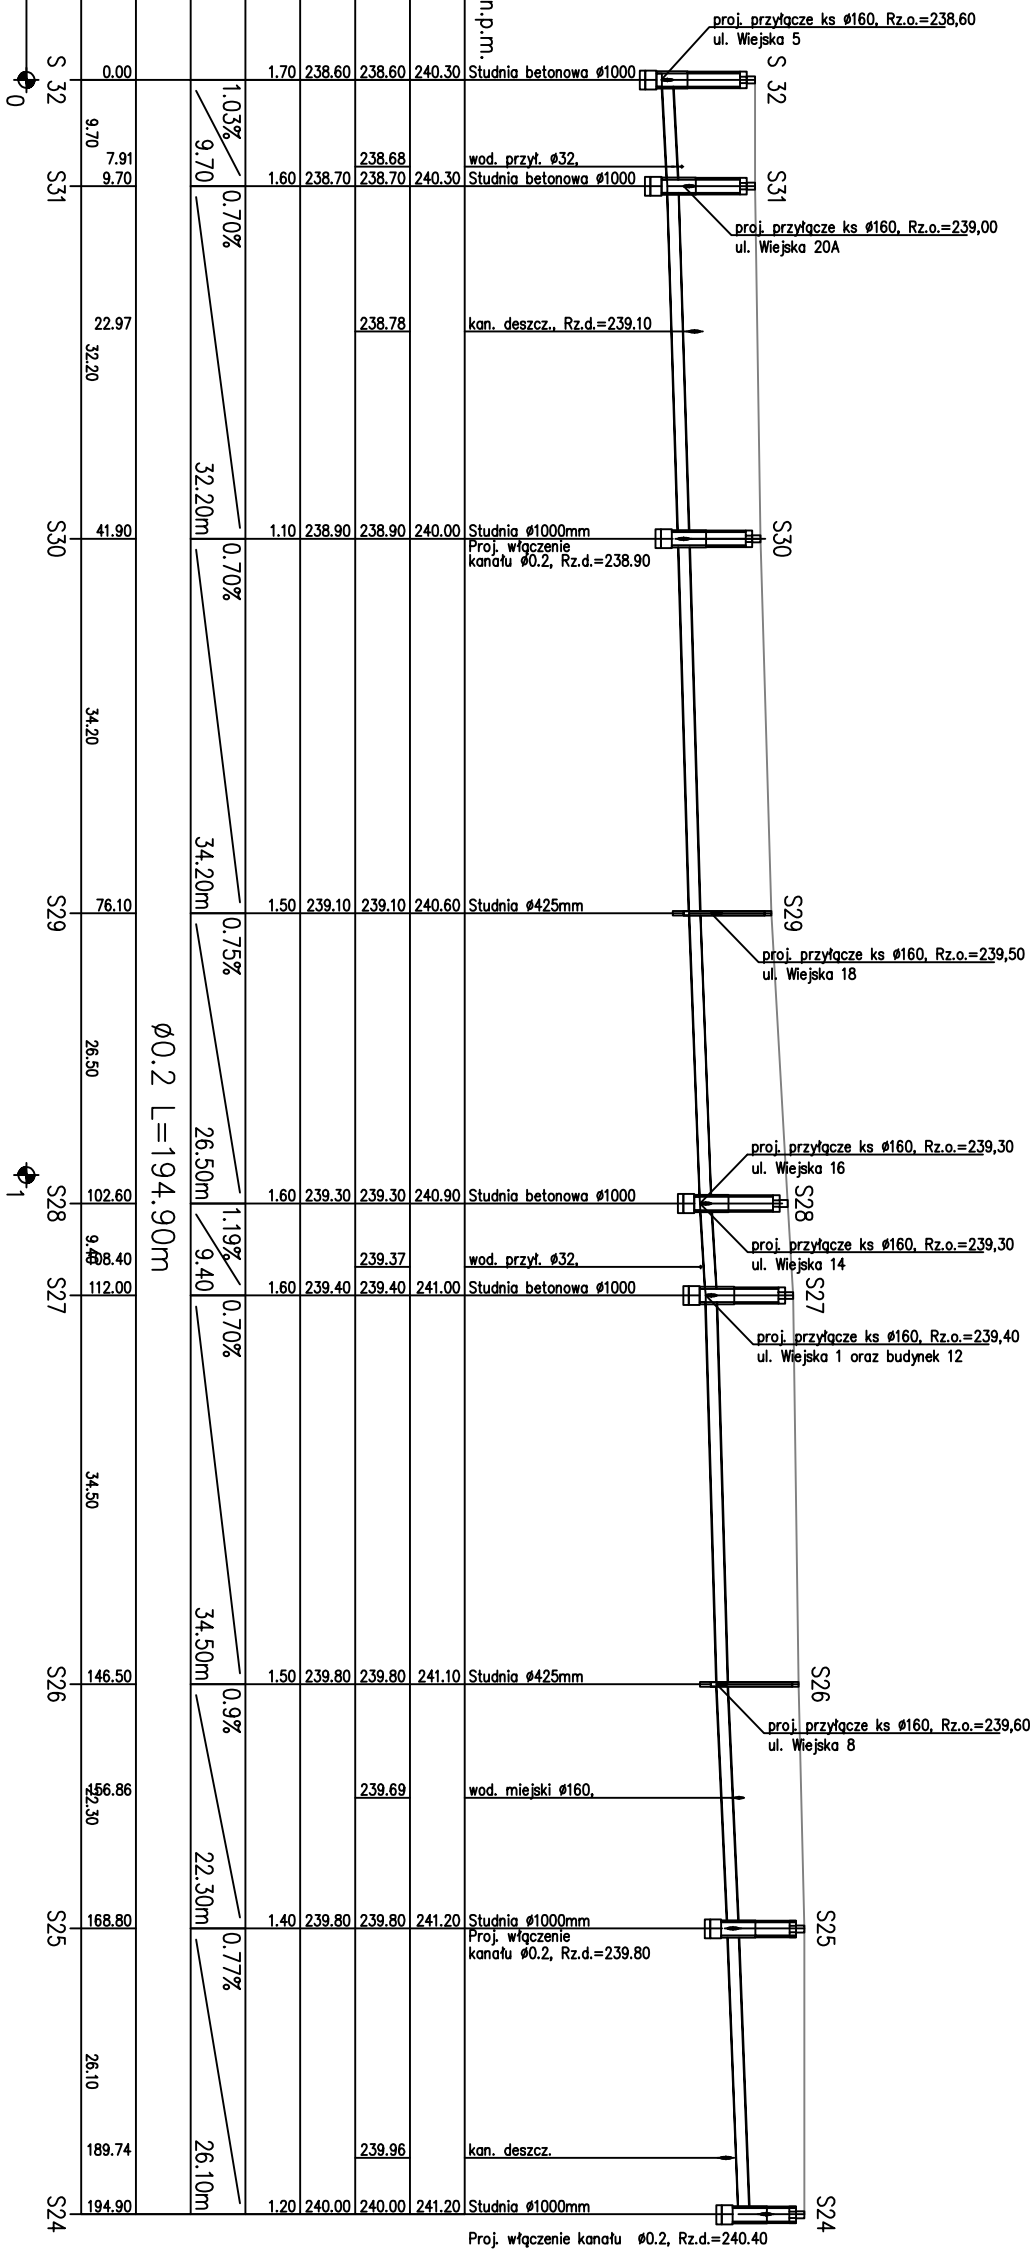 n.p.m.
proj. przyłącze ks ø160, Rz.o.=238,60
ul. Wiejska 5
S 32
0.00
1.70
238.60
238.60
240.30
Studnia betonowa ø1000
S 32
0
1.03%
9.70
9.70
7.91
238.68
wod. przył. ø32,
S31
9.70
1.60
238.70
238.70
240.30
Studnia betonowa ø1000
S31
proj. przyłącze ks ø160, Rz.o.=239,00
ul. Wiejska 20A
0.70%
22.97
238.78
kan. deszcz., Rz.d.=239.10
32.20
32.20m
S30
41.90
1.10
238.90
238.90
240.00
Studnia ø1000mm
Proj. włączenie
kanału ø0.2, Rz.d.=238.90
S30
0.70%
34.20
34.20m
S29
76.10
1.50
239.10
239.10
240.60
Studnia ø425mm
S29
proj. przyłącze ks ø160, Rz.o.=239,50
ul. Wiejska 18
0.75%
26.50
ø0.2 L=194.90m
26.50m
proj. przyłącze ks ø160, Rz.o.=239,30
ul. Wiejska 16
1
S28
102.60
1.60
239.30
239.30
240.90
Studnia betonowa ø1000
S28
proj. przyłącze ks ø160, Rz.o.=239,30
ul. Wiejska 14
1.19%
9.40
9.40
108.40
239.37
wod. przył. ø32,
S27
112.00
1.60
239.40
239.40
241.00
Studnia betonowa ø1000
S27
proj. przyłącze ks ø160, Rz.o.=239,40
ul. Wiejska 1 oraz budynek 12
0.70%
34.50
34.50m
S26
146.50
1.50
239.80
239.80
241.10
Studnia ø425mm
S26
proj. przyłącze ks ø160, Rz.o.=239,60
ul. Wiejska 8
0.9%
156.86
22.30
239.69
wod. miejski ø160,
22.30m
S25
168.80
1.40
239.80
239.80
241.20
Studnia ø1000mm
Proj. włączenie
kanału ø0.2, Rz.d.=239.80
S25
0.77%
26.10
189.74
239.96
kan. deszcz.
26.10m
S24
194.90
1.20
240.00
240.00
241.20
Studnia ø1000mm
S24
Proj. włączenie kanału ø0.2, Rz.d.=240.40